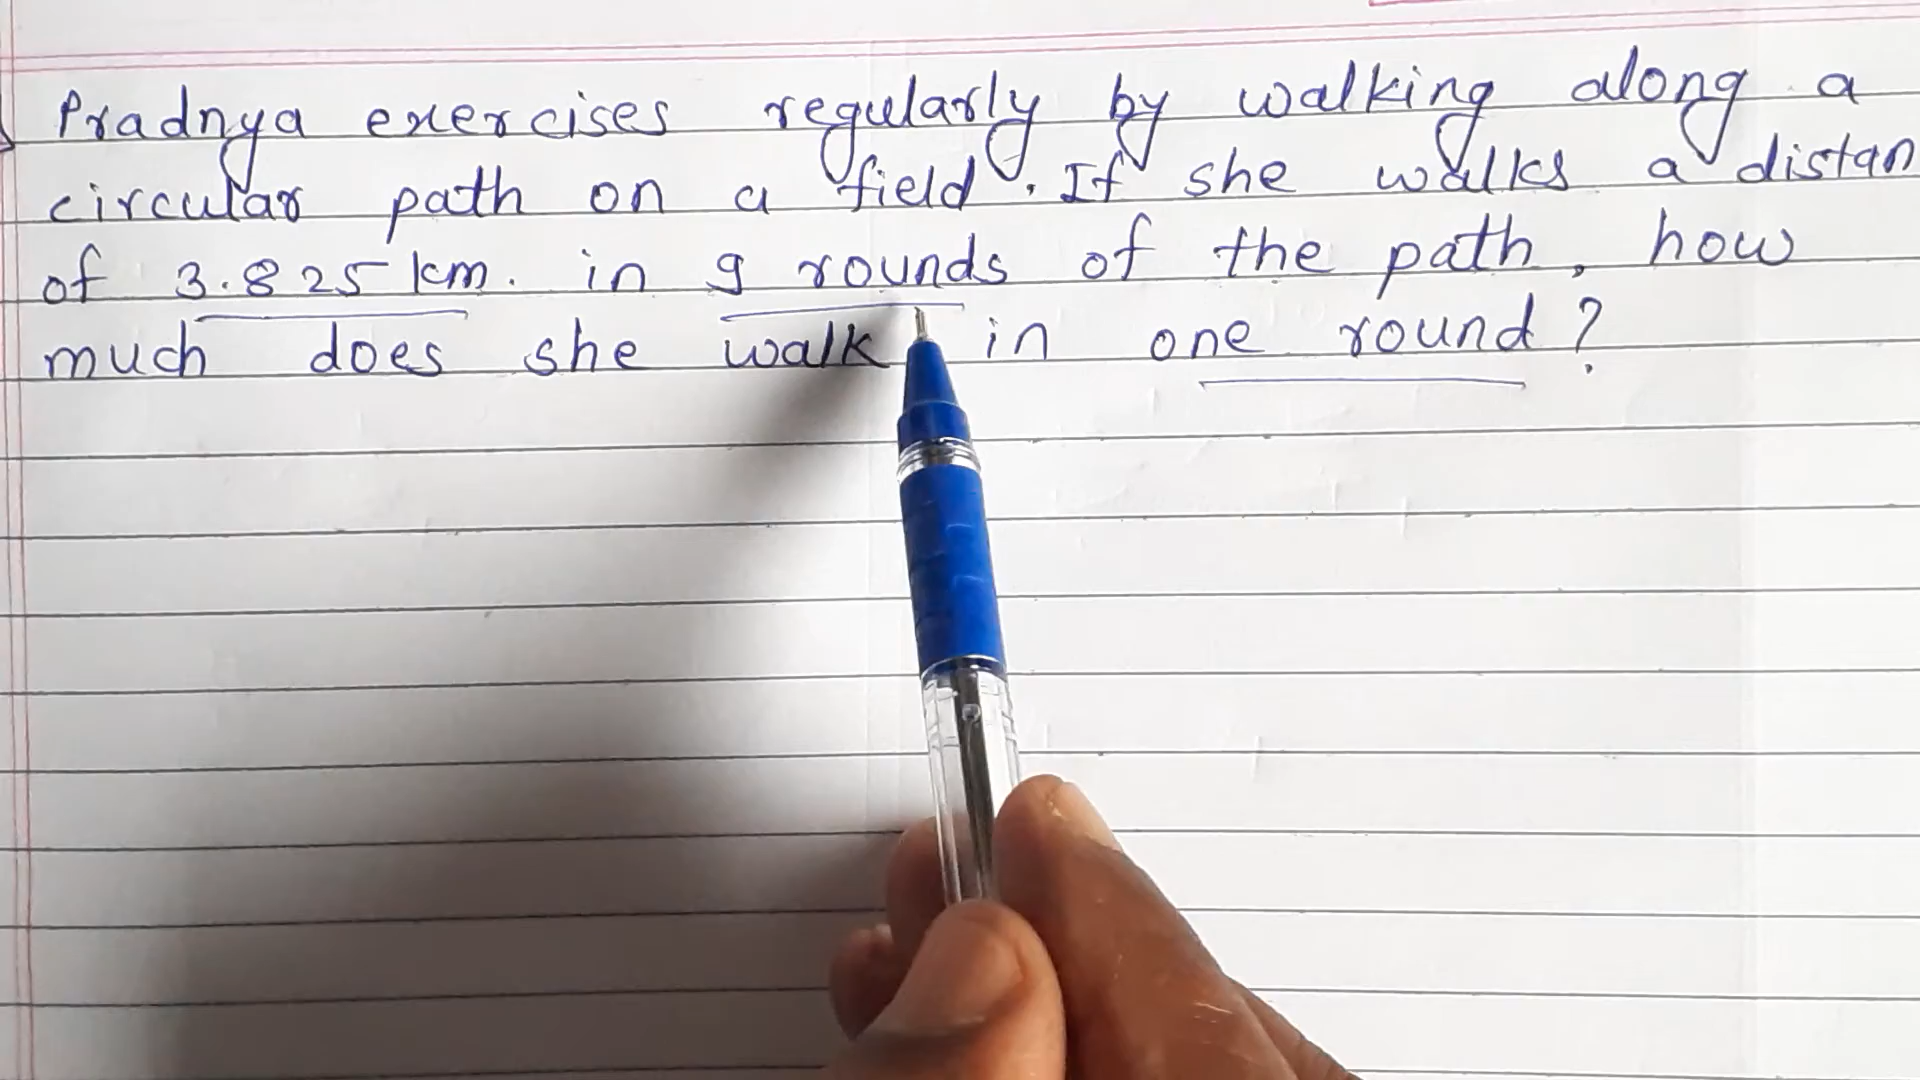 Pradnya exercises regularly by walking along a
circular path on a field. If she walks a distan
of 3.825 km. in 9 rounds of the path, how
much does she walk in one round?